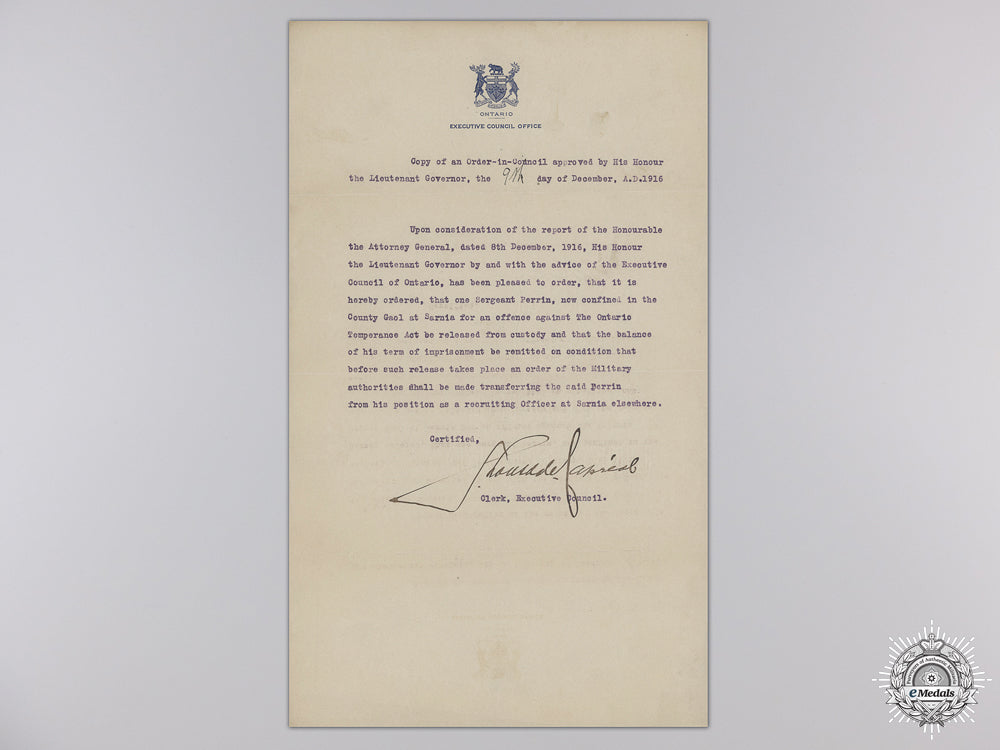 ONTARIO
EXECUTIVE COUNCIL OFFICE
Copy of an Order-in-Council approved by His Honour
the Lieutenant Governor, the 9th day of December, A.D.1916
Upon consideration of the report of the Honourable
the Attorney General, dated 8th December, 1916, His Honour
the Lieutenant Governor by and with the advice of the Executive
Council of Ontario, has been pleased to order, that it is
hereby ordered, that one Sergeant Perrin, now confined in the
County Gaol at Sarnia for an offence against The Ontario
Temperance Act be released from custody and that the balance
of his term of inprisonment be remitted on condition that
before such release takes place an order of the Military
authorities shall be made transferring the said Perrin
from his position as a recruiting Officer at Sarnia elsewhere.
Certified,
Clerk, Executive Council.
eMedals